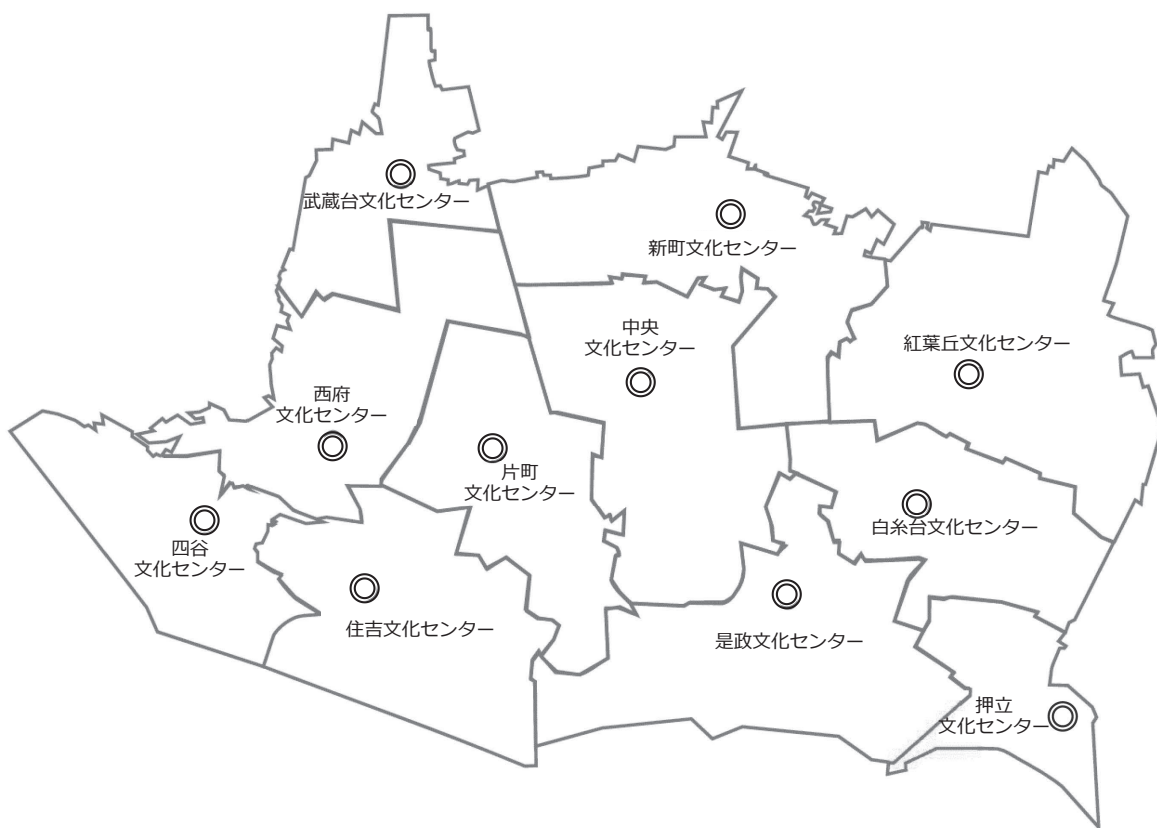 武蔵台文化センター
新町文化センター
中央
文化センター
紅葉丘文化センター
西府
文化センター
片町
文化センター
白糸台文化センター
四谷
文化センター
住吉文化センター
是政文化センター
押立
文化センター